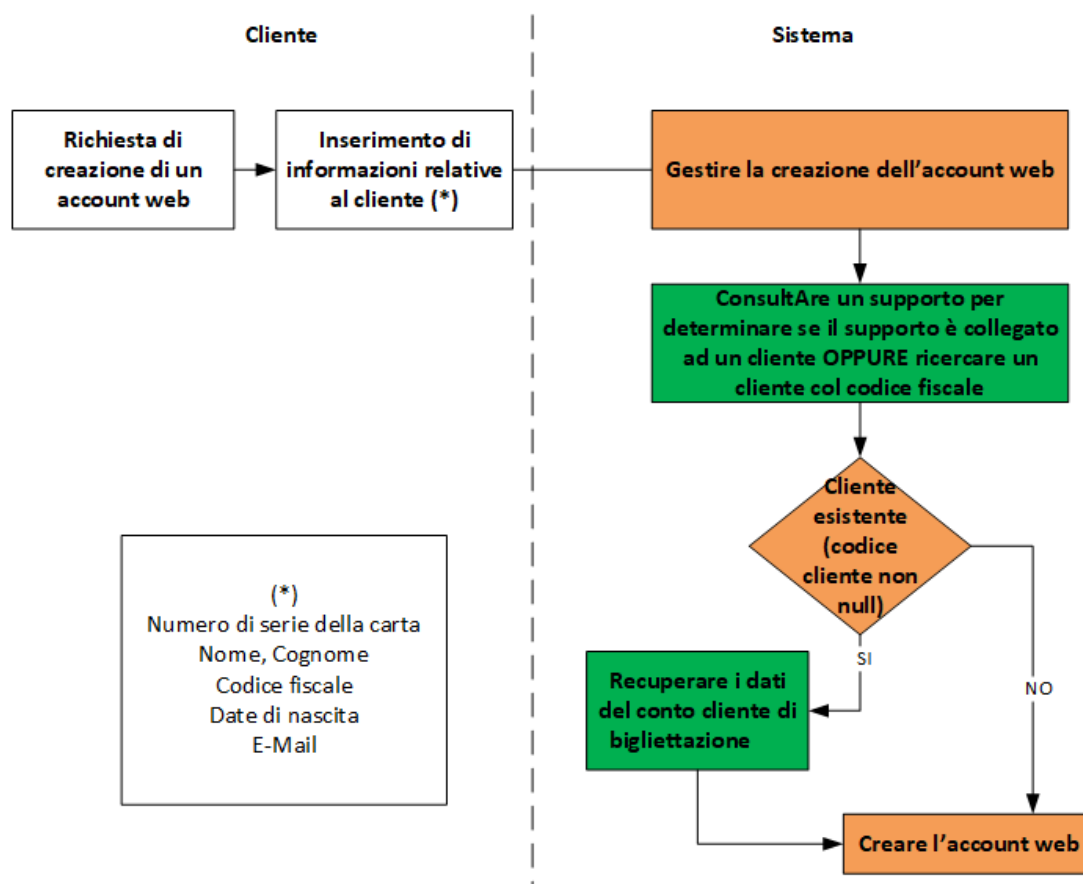 Cliente
Sistema
Richiesta di
creazione di un
account web
Inserimento di
informazioni relative
al cliente (*)
Gestire la creazione dell'account web
ConsultAre un supporto per
determinare se il supporto è collegato
ad un cliente OPPURE ricercare un
cliente col codice fiscale
Cliente
esistente
(codice
cliente non
null)
SI
NO
(*)
Numero di serie della carta
Nome, Cognome
Codice fiscale
Date di nascita
E-Mail
Recuperare i dati
del conto cliente di
bigliettazione
Creare l'account web